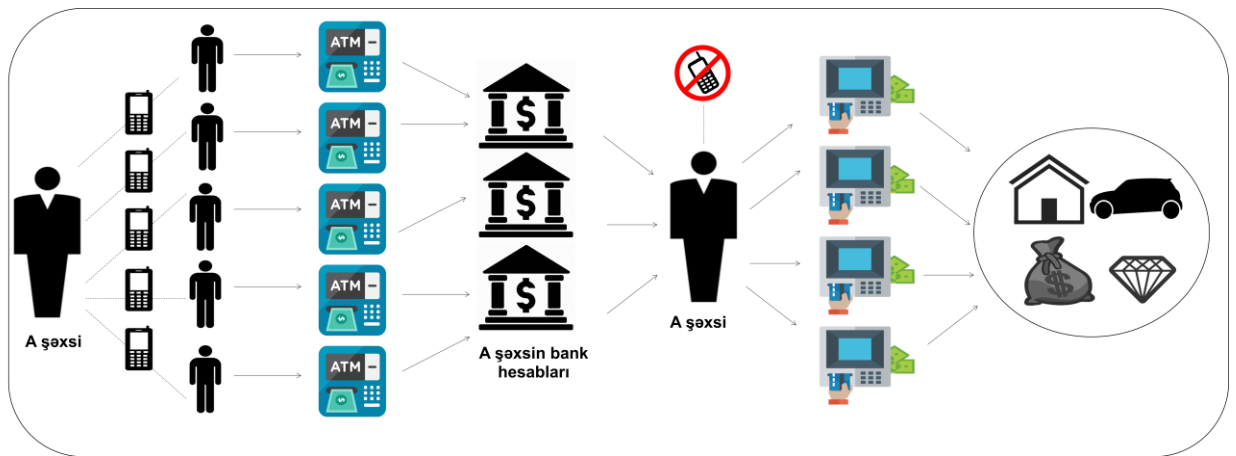 ATM
ATM
ATM
ATM
ATM
$
$
$
$
A şəxsi
A şəxsin bank
hesabları
A şəxsi